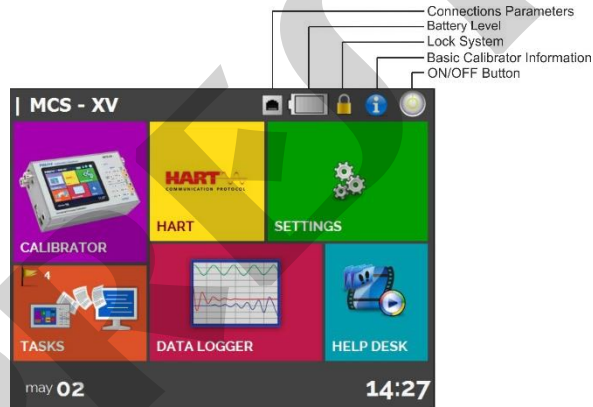 Connections Parameters
Battery Level
Lock System
Basic Calibrator Information
ON/OFF Button
| MCS - XV
HART
COMMUNICATION PROTOCOL
CALIBRATOR
HART
SETTINGS
4
TASKS
DATA LOGGER
HELP DESK
may 02
14:27